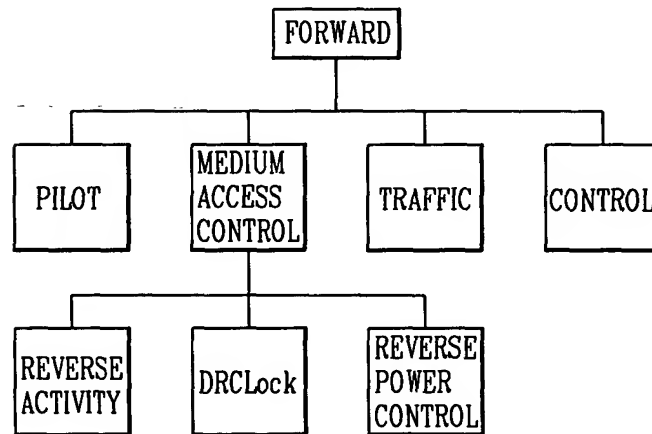 FORWARD
PILOT
MEDIUM
ACCESS
CONTROL
TRAFFIC
CONTROL
REVERSE
ACTIVITY
DRCLock
REVERSE
POWER
CONTROL